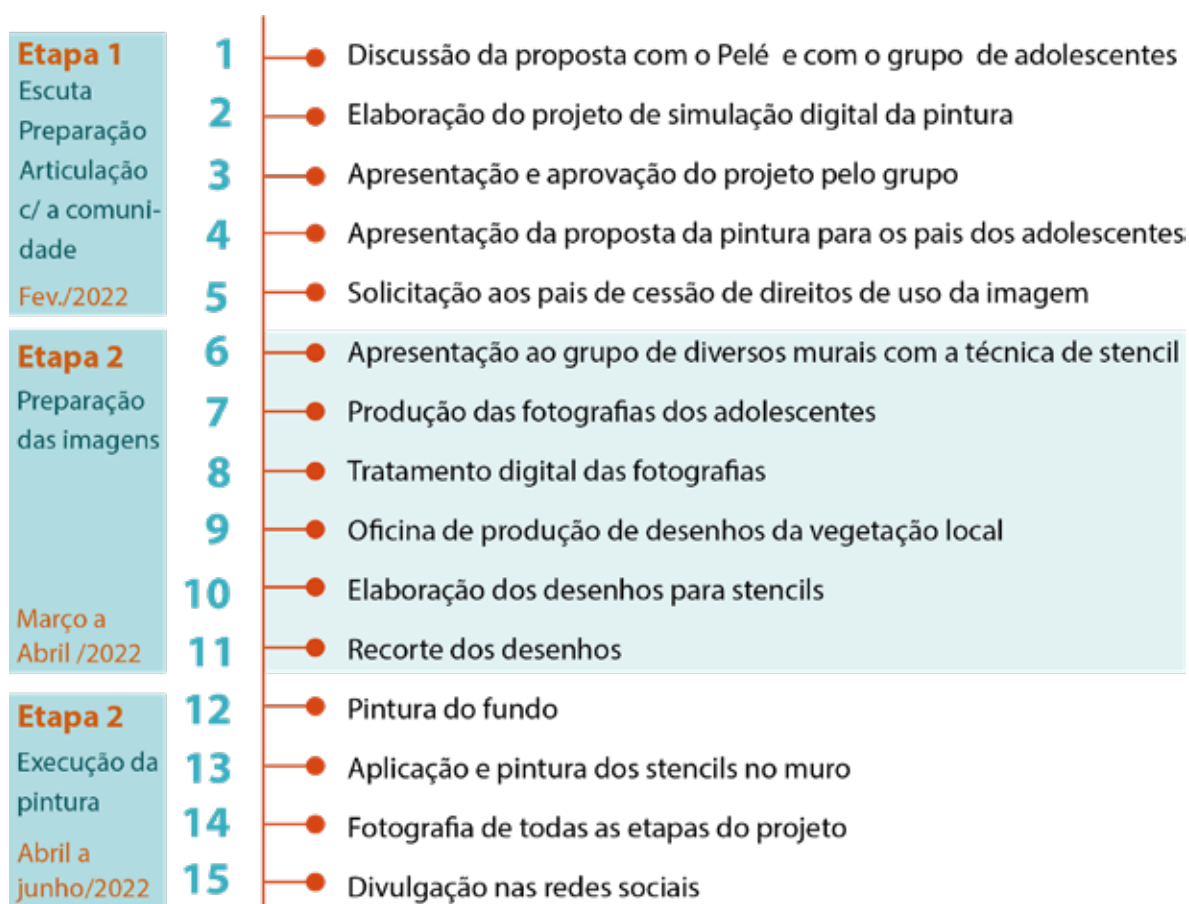 Etapa 1
Escuta
Preparação
Articulação
c/ a comuni-
dade
Fev./2022
1 Discussão da proposta com o Pelé e com o grupo de adolescentes
2 Elaboração do projeto de simulação digital da pintura
3 Apresentação e aprovação do projeto pelo grupo
4 Apresentação da proposta da pintura para os pais dos adolescentes
5 Solicitação aos pais de cessão de direitos de uso da imagem
Etapa 2
Preparação
das imagens
Março a
Abril /2022
6 Apresentação ao grupo de diversos murais com a técnica de stencil
7 Produção das fotografias dos adolescentes
8 Tratamento digital das fotografias
9 Oficina de produção de desenhos da vegetação local
10 Elaboração dos desenhos para stencils
11 Recorte dos desenhos
Etapa 2
Execução da
pintura
Abril a
junho/2022
12 Pintura do fundo
13 Aplicação e pintura dos stencils no muro
14 Fotografia de todas as etapas do projeto
15 Divulgação nas redes sociais